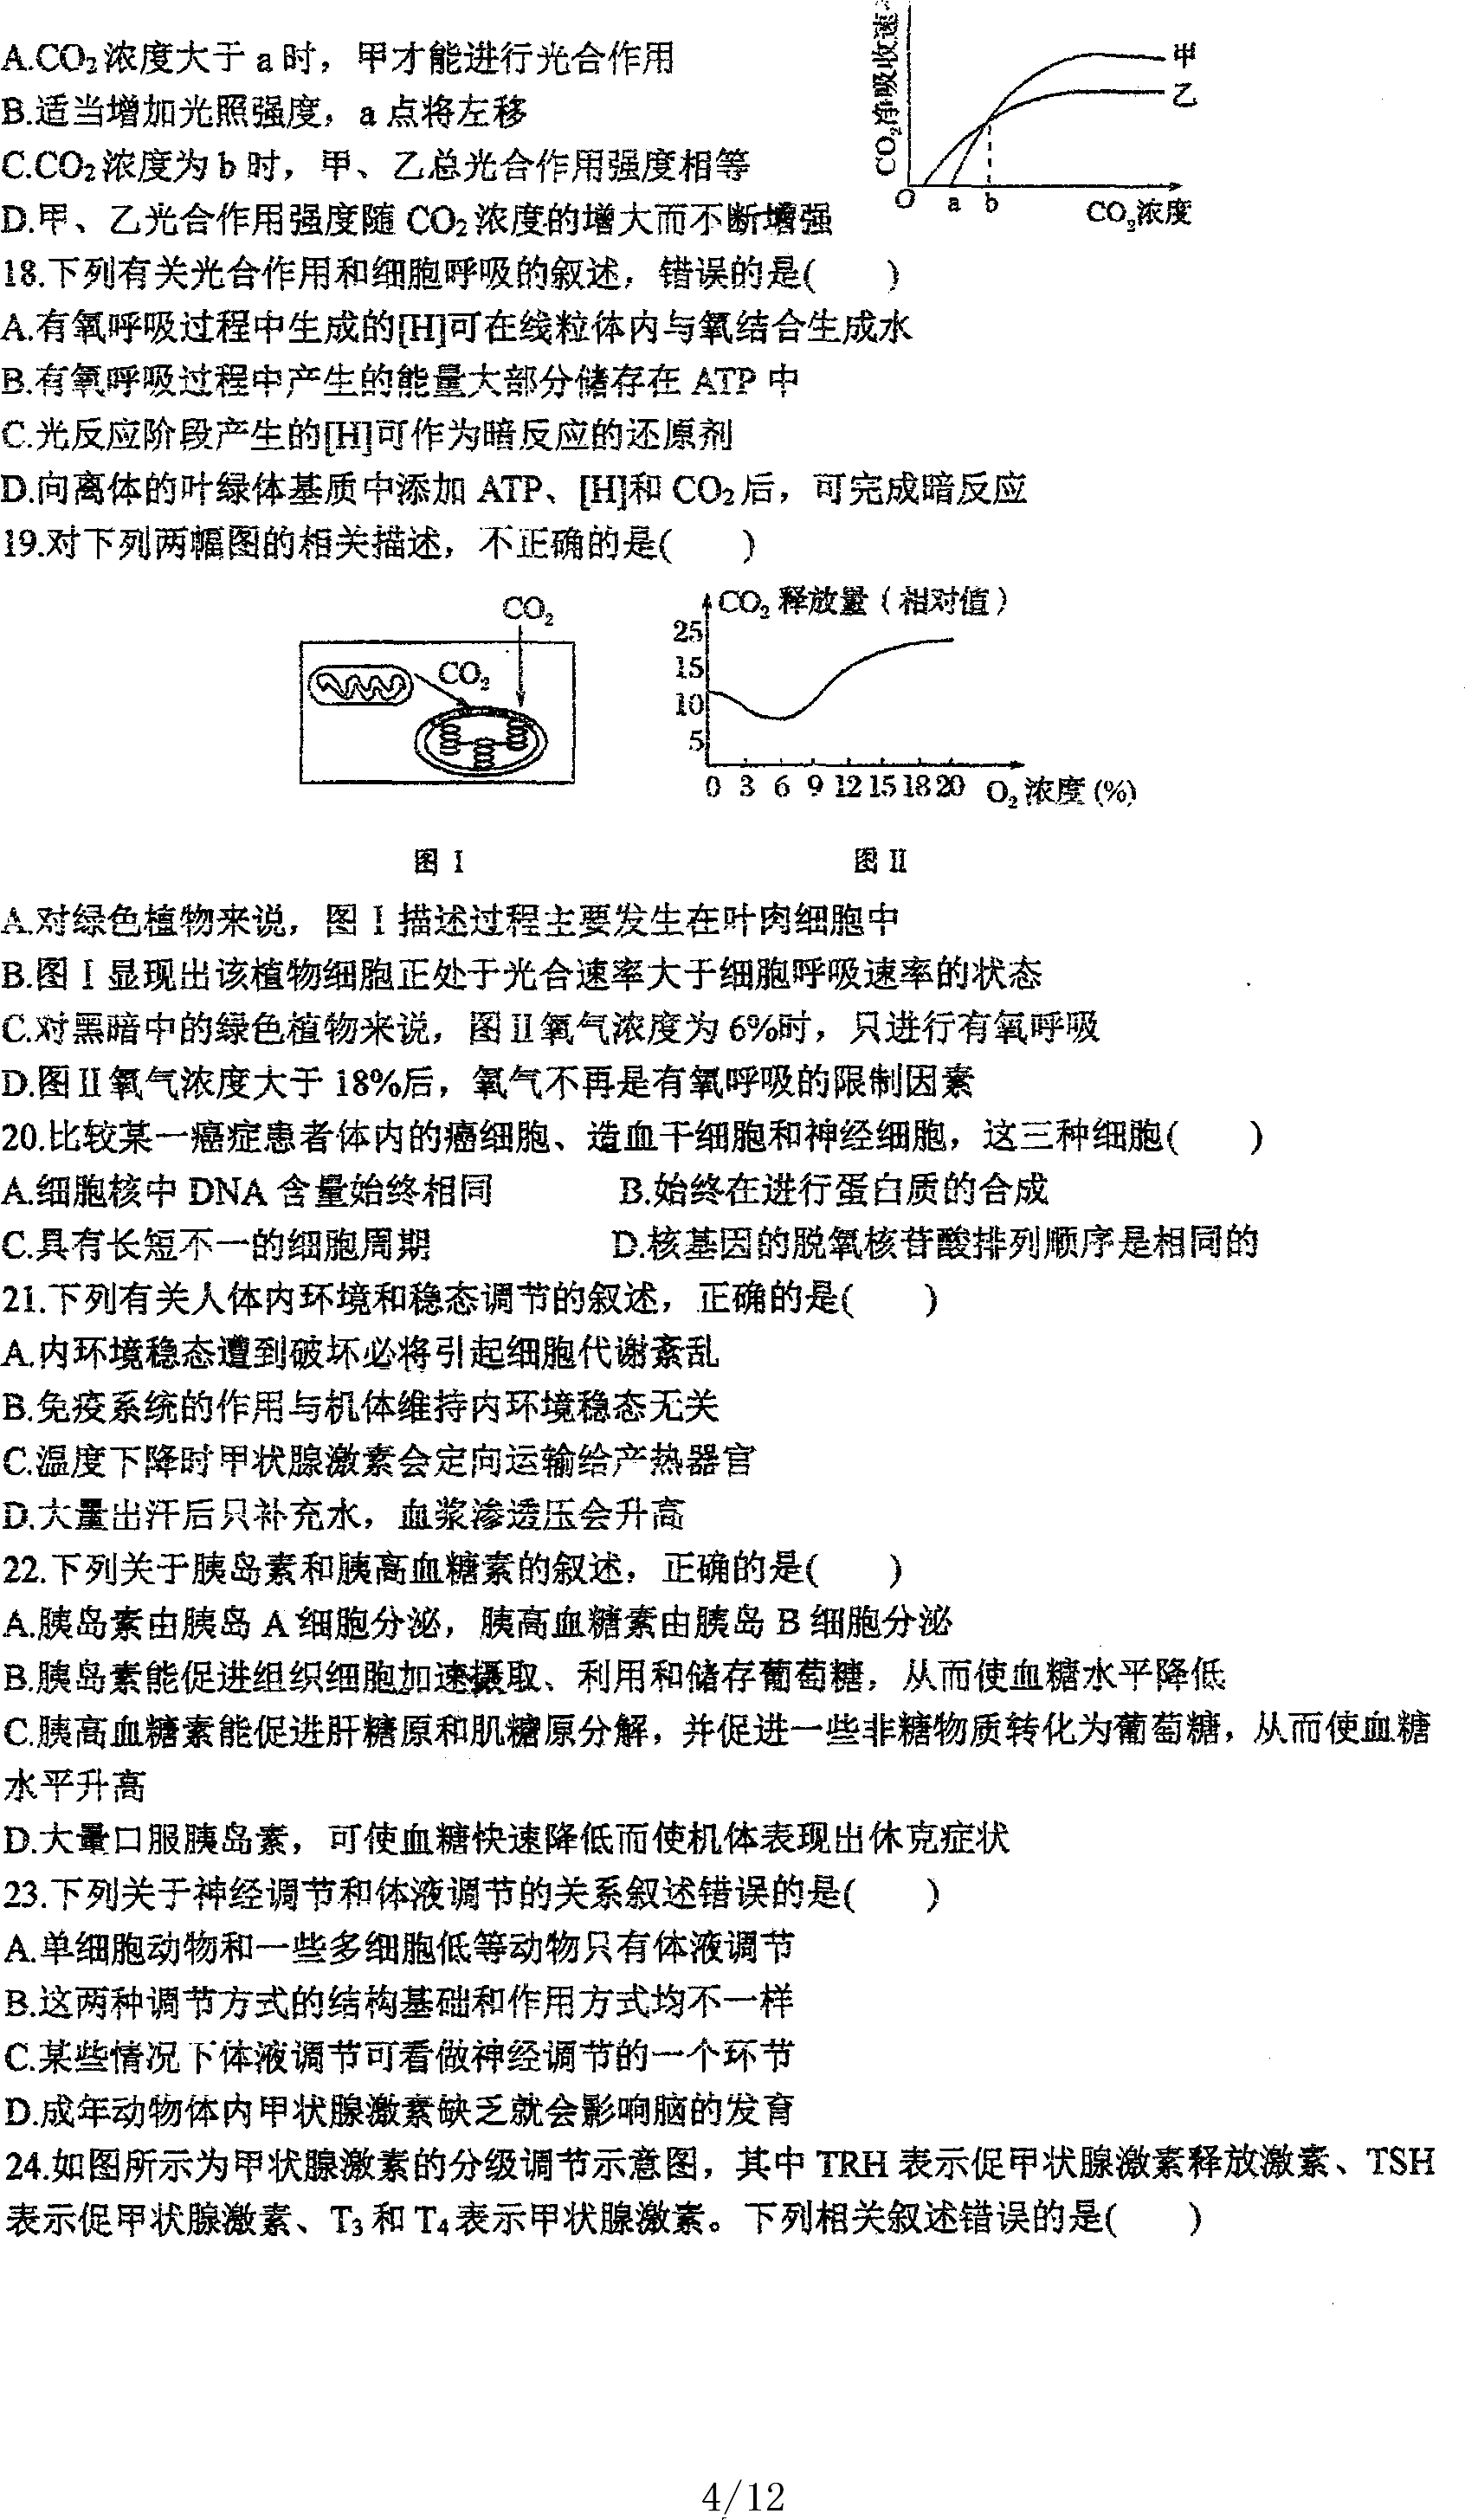 A.CO₂浓度大于a时，甲才能进行光合作用
B.适当增加光照强度，a点将左移
C.CO₂浓度为b时，甲、乙总光合作用强度相等
D.甲、乙光合作用强度随CO₂浓度的增大而不断增强
CO₂净吸收速
甲
乙
O a b CO₂浓度
18.下列有关光合作用和细胞呼吸的叙述，错误的是(　　)
A.有氧呼吸过程中生成的[H]可在线粒体内与氧结合生成水
B.有氧呼吸过程中产生的能量大部分储存在ATP中
C.光反应阶段产生的[H]可作为暗反应的还原剂
D.向离体的叶绿体基质中添加ATP、[H]和CO₂后，可完成暗反应
19.对下列两幅图的相关描述，不正确的是(　　)
CO₂
CO₂
图 I
CO₂释放量（相对值）
25
15
10
5
0 3 6 9 12 15 18 20 O₂浓度(%)
图 II
A.对绿色植物来说，图 I 描述过程主要发生在叶肉细胞中
B.图 I 显现出该植物细胞正处于光合速率大于细胞呼吸速率的状态
C.对黑暗中的绿色植物来说，图 II 氧气浓度为6%时，只进行有氧呼吸
D.图 II 氧气浓度大于18%后，氧气不再是有氧呼吸的限制因素
20.比较某一癌症患者体内的癌细胞、造血干细胞和神经细胞，这三种细胞(　　)
A.细胞核中DNA含量始终相同　　B.始终在进行蛋白质的合成
C.具有长短不一的细胞周期　　D.核基因的脱氧核苷酸排列顺序是相同的
21.下列有关人体内环境和稳态调节的叙述，正确的是(　　)
A.内环境稳态遭到破坏必将引起细胞代谢紊乱
B.免疫系统的作用与机体维持内环境稳态无关
C.温度下降时甲状腺激素会定向运输给产热器官
D.大量出汗后只补充水，血浆渗透压会升高
22.下列关于胰岛素和胰高血糖素的叙述，正确的是(　　)
A.胰岛素由胰岛A细胞分泌，胰高血糖素由胰岛B细胞分泌
B.胰岛素能促进组织细胞加速摄取、利用和储存葡萄糖，从而使血糖水平降低
C.胰高血糖素能促进肝糖原和肌糖原分解，并促进一些非糖物质转化为葡萄糖，从而使血糖
水平升高
D.大量口服胰岛素，可使血糖快速降低而使机体表现出休克症状
23.下列关于神经调节和体液调节的关系叙述错误的是(　　)
A.单细胞动物和一些多细胞低等动物只有体液调节
B.这两种调节方式的结构基础和作用方式均不一样
C.某些情况下体液调节可看做神经调节的一个环节
D.成年动物体内甲状腺激素缺乏就会影响脑的发育
24.如图所示为甲状腺激素的分级调节示意图，其中TRH表示促甲状腺激素释放激素、TSH
表示促甲状腺激素、T₃和T₄表示甲状腺激素。下列相关叙述错误的是(　　)
4/12